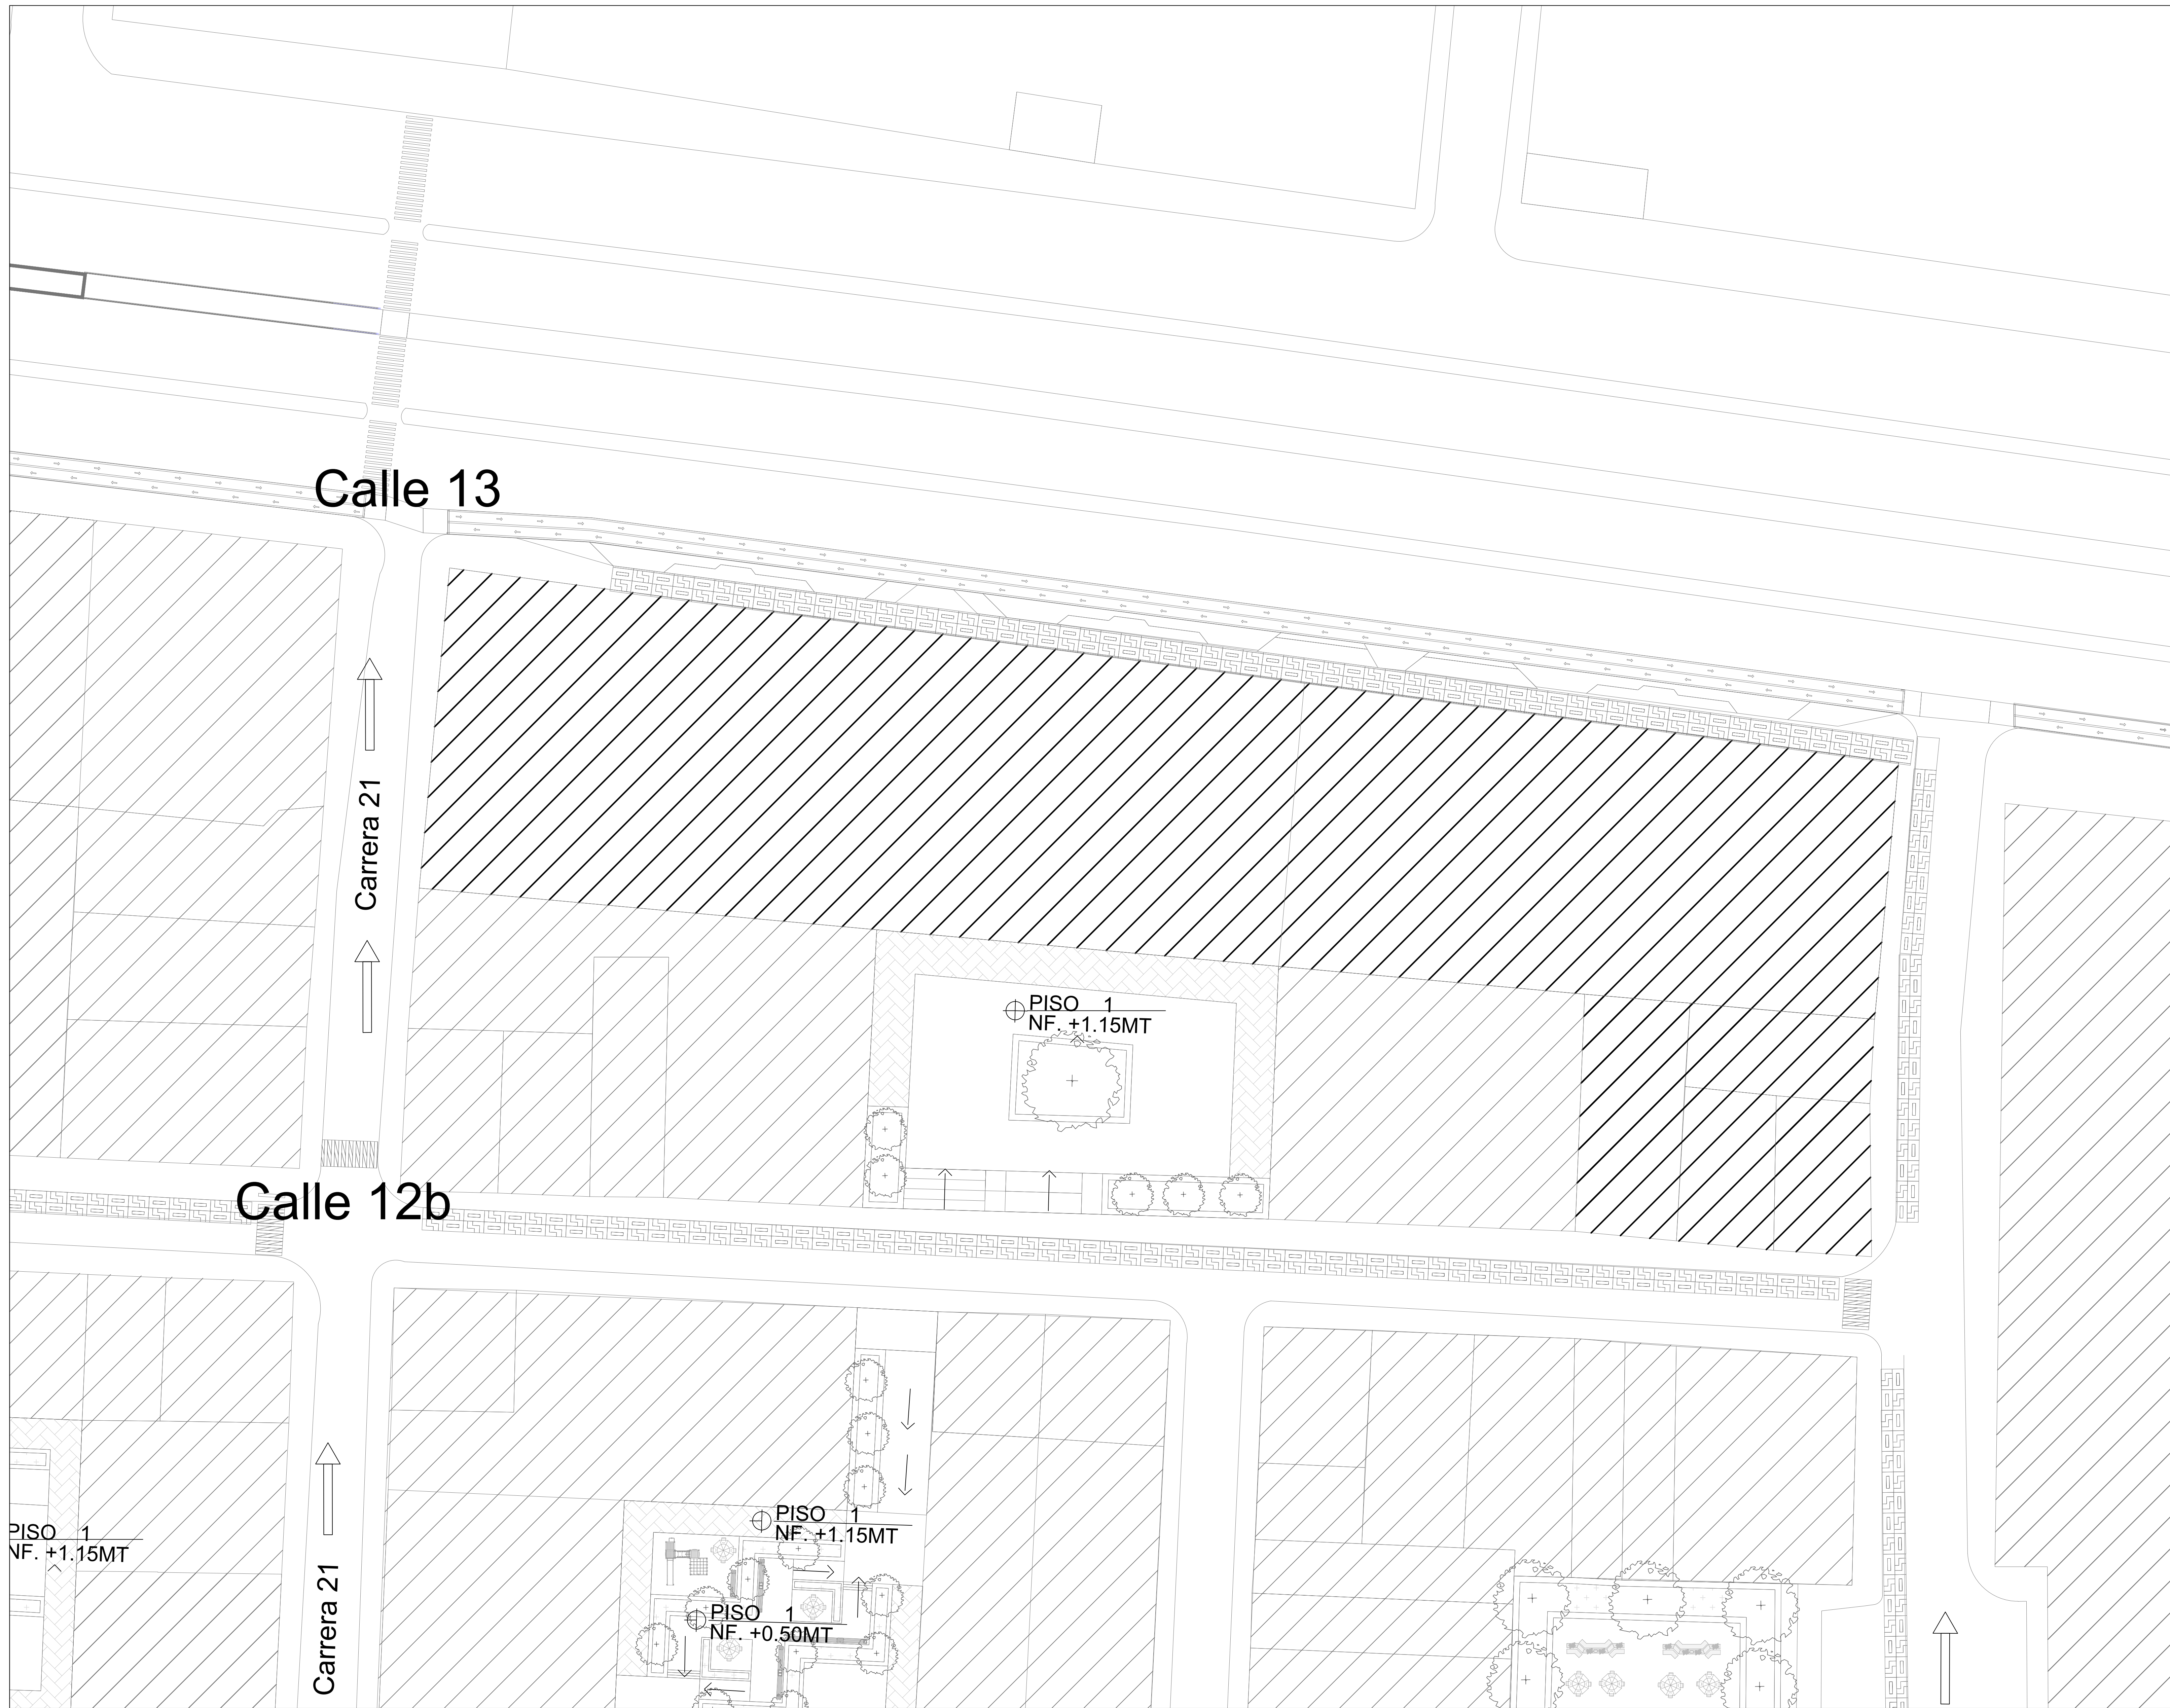 Calle 13
Carrera 21
PISO 1
NF. +1.15MT
Calle 12b
PISO 1
NF. +1.15MT
PISO 1
NF. +1.15MT
Carrera 21
PISO 1
NF. +0.50MT